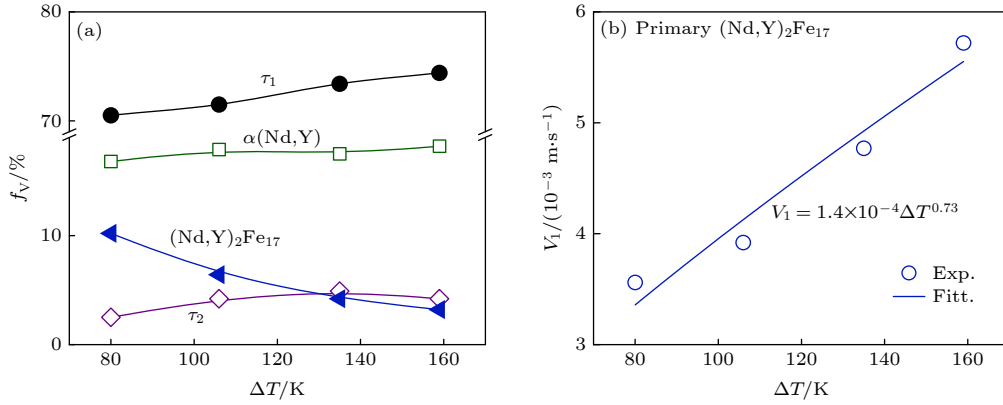 (a)
80
τ₁
70
α(Nd,Y)
f_V/%
(Nd,Y)₂Fe₁₇
10
τ₂
0
80 100 120 140 160
ΔT/K
(b) Primary (Nd,Y)₂Fe₁₇
6
5
V₁/(10⁻³ m·s⁻¹)
V₁ = 1.4×10⁻⁴ΔT⁰·⁷³
4
Exp.
Fitt.
3
80 100 120 140 160
ΔT/K